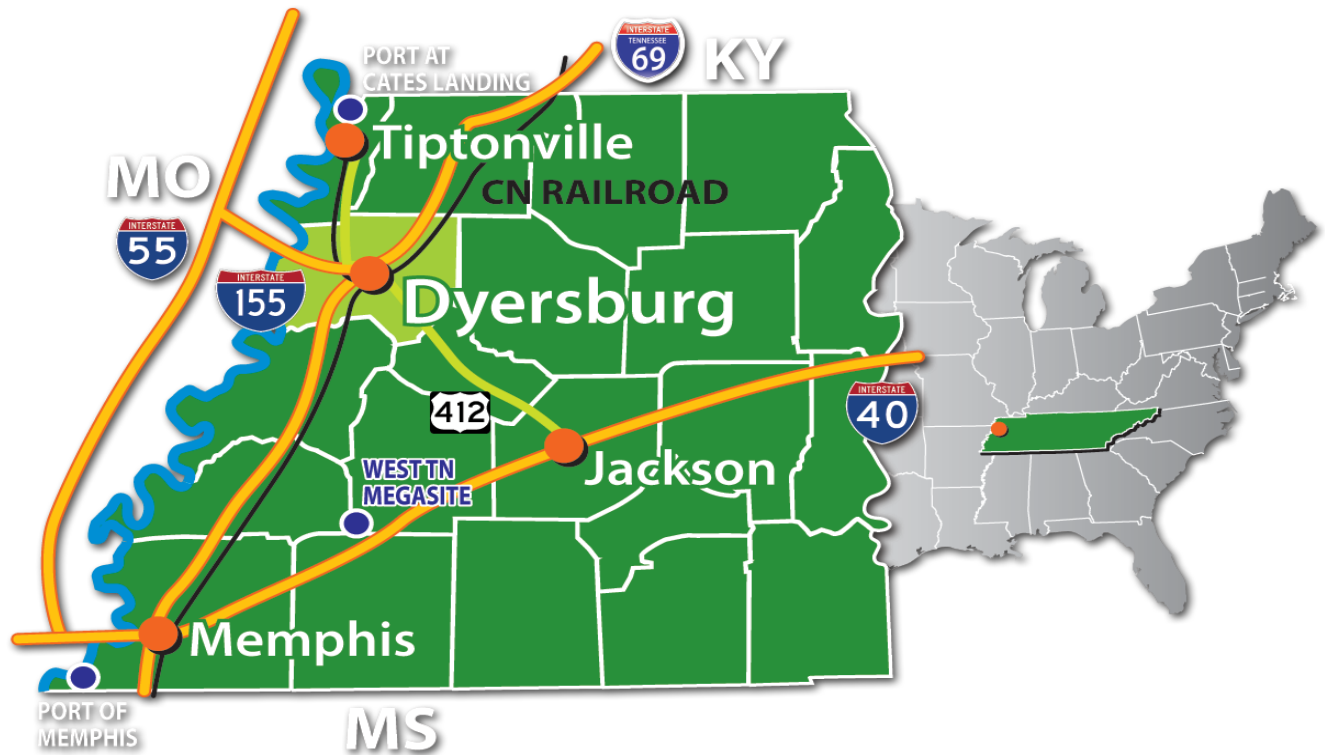 PORT AT
CATES LANDING
INTERSTATE
TENNESSEE
69
KY
Tiptonville
MO
CN RAILROAD
INTERSTATE
55
INTERSTATE
155
Dyersburg
412
INTERSTATE
40
WEST TN
MEGASITE
Jackson
Memphis
PORT OF
MEMPHIS
MS